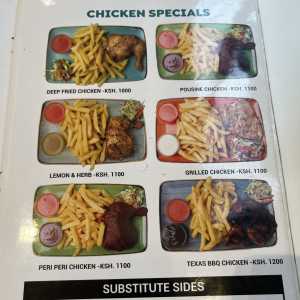 CHICKEN SPECIALS
DEEP FRIED CHICKEN -KSH. 1000
POUSINE CHICKEN -KSH. 1100
LEMON & HERB -KSH. 1100
GRILLED CHICKEN -KSH. 1100
PERI PERI CHICKEN -KSH. 1100
TEXAS BBQ CHICKEN -KSH. 1200
SUBSTITUTE SIDES